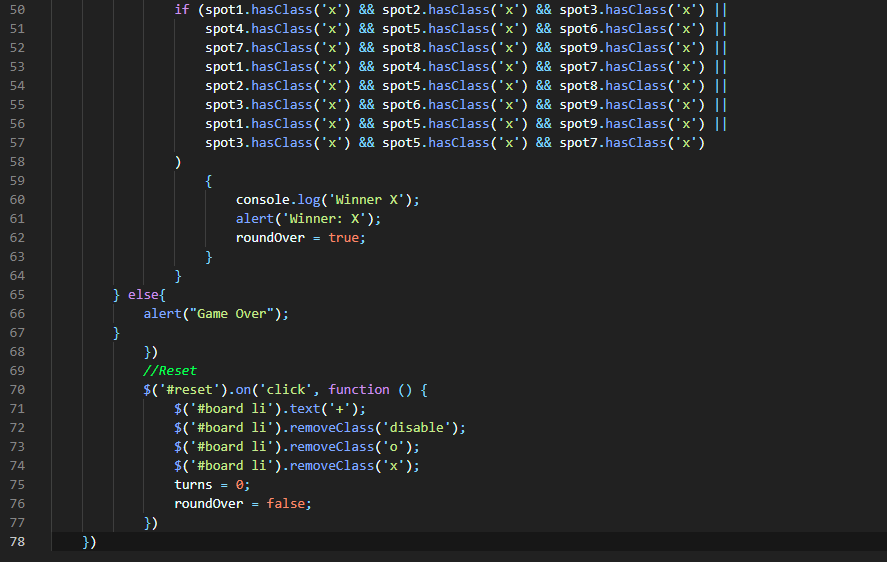 50 if (spot1.hasClass('x') && spot2.hasClass('x') && spot3.hasClass('x') ||
51 spot4.hasClass('x') && spot5.hasClass('x') && spot6.hasClass('x') ||
52 spot7.hasClass('x') && spot8.hasClass('x') && spot9.hasClass('x') ||
53 spot1.hasClass('x') && spot4.hasClass('x') && spot7.hasClass('x') ||
54 spot2.hasClass('x') && spot5.hasClass('x') && spot8.hasClass('x') ||
55 spot3.hasClass('x') && spot6.hasClass('x') && spot9.hasClass('x') ||
56 spot1.hasClass('x') && spot5.hasClass('x') && spot9.hasClass('x') ||
57 spot3.hasClass('x') && spot5.hasClass('x') && spot7.hasClass('x')
58 )
59 {
60 console.log('Winner X');
61 alert('Winner: X');
62 roundOver = true;
63 }
64 }
65 } else{
66 alert("Game Over");
67 }
68 })
69 //Reset
70 $('#reset').on('click', function () {
71 $('#board li').text('+');
72 $('#board li').removeClass('disable');
73 $('#board li').removeClass('o');
74 $('#board li').removeClass('x');
75 turns = 0;
76 roundOver = false;
77 })
78 })